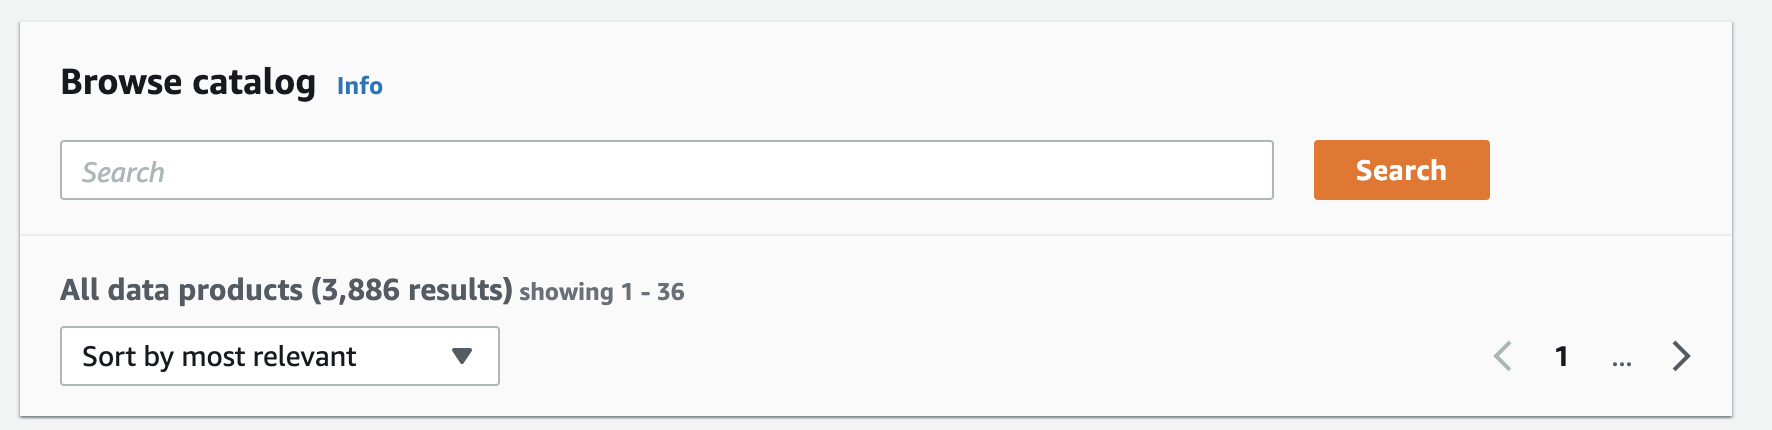 Browse catalog Info
Search
Search
All data products (3,886 results) showing 1 - 36
Sort by most relevant
1 ...